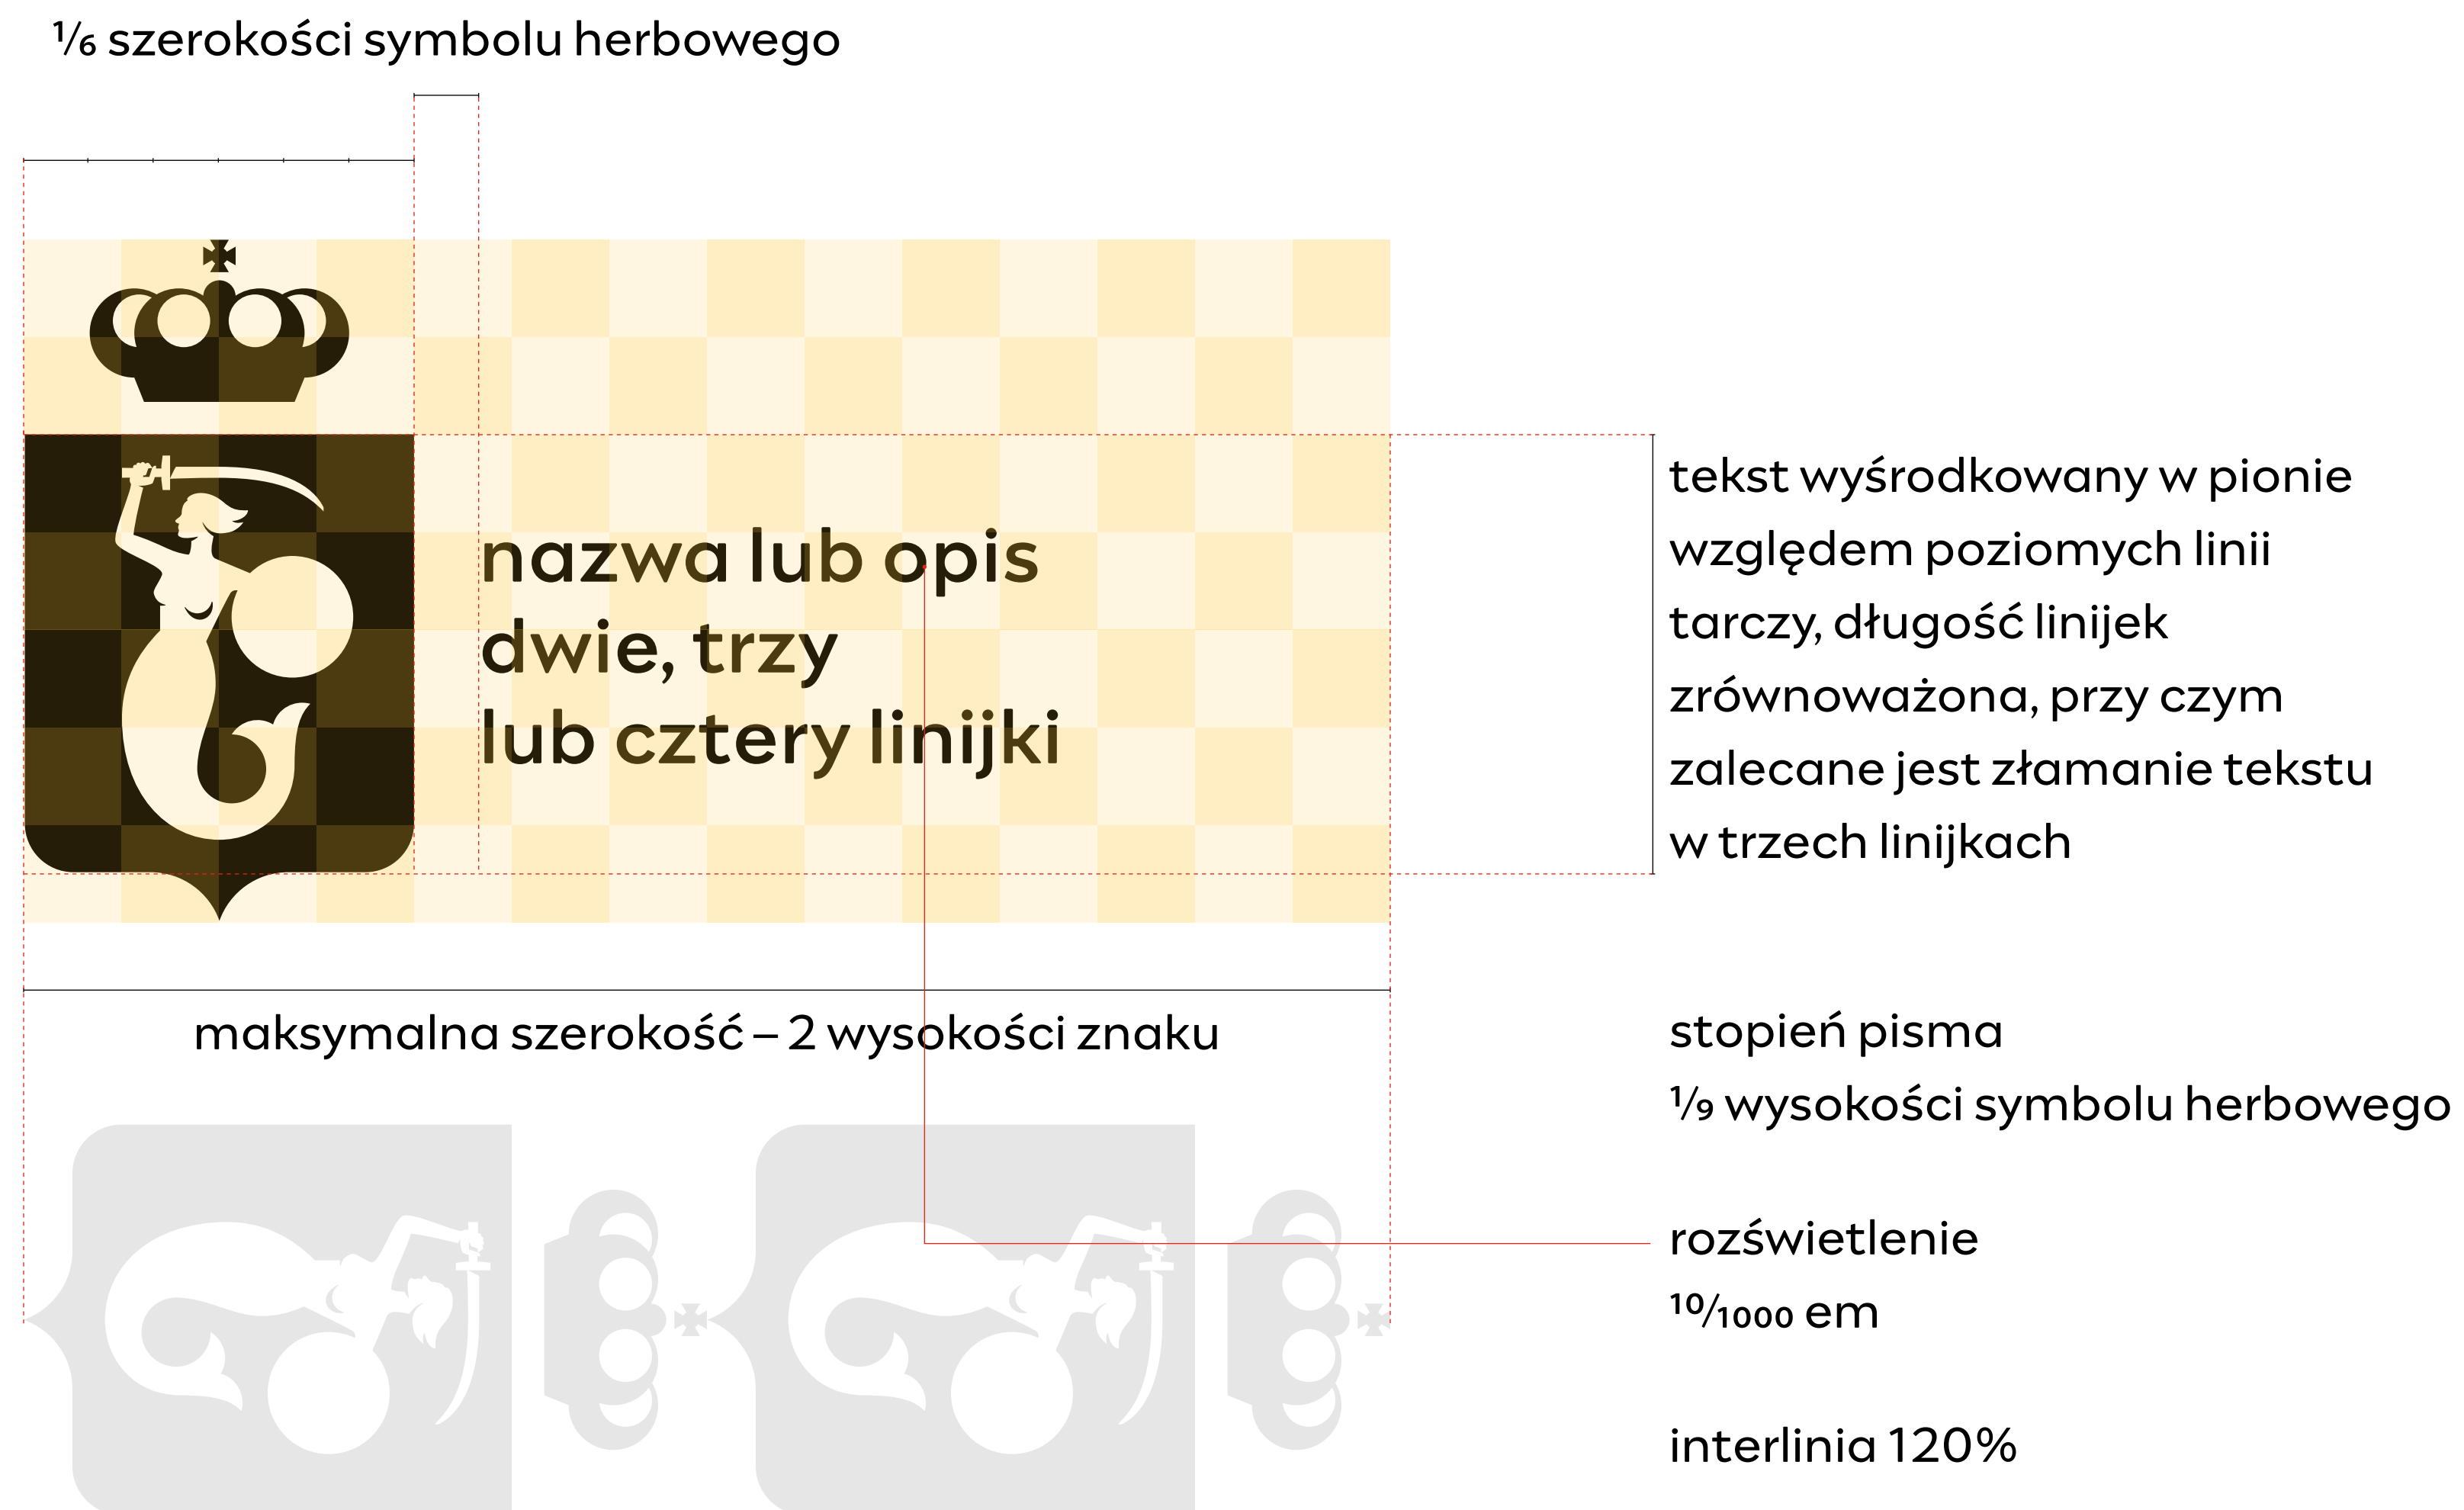 ⅙ szerokości symbolu herbowego
nazwa lub opis
dwie, trzy
lub cztery linijki
tekst wyśrodkowany w pionie
względem poziomych linii
tarczy, długość linijek
zrównoważona, przy czym
zalecane jest złamanie tekstu
w trzech linijkach
maksymalna szerokość – 2 wysokości znaku
stopień pisma
⅑ wysokości symbolu herbowego
rozświetlenie
¹⁰⁄₁₀₀₀ em
interlinia 120%